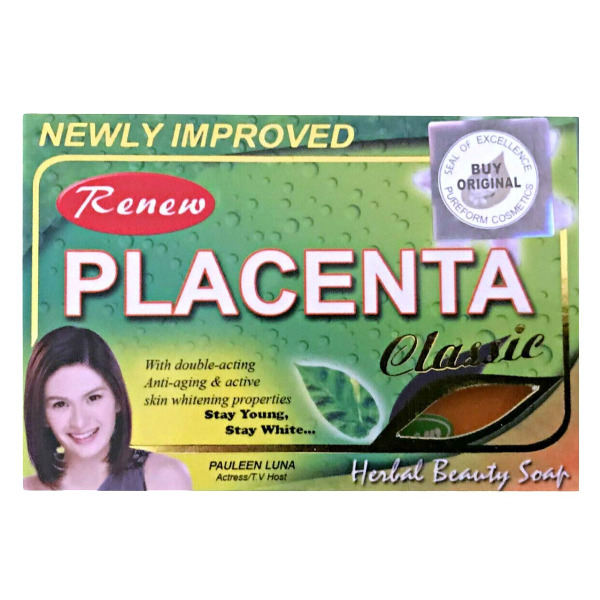 NEWLY IMPROVED
SEAL OF EXCELLENCE
BUY
ORIGINAL
PUREFORM COSMETICS
Renew
PLACENTA
Classic
With double-acting
Anti-aging & active
skin whitening properties
Stay Young,
Stay White...
PAULEEN LUNA
Actress/T.V Host
Herbal Beauty Soap